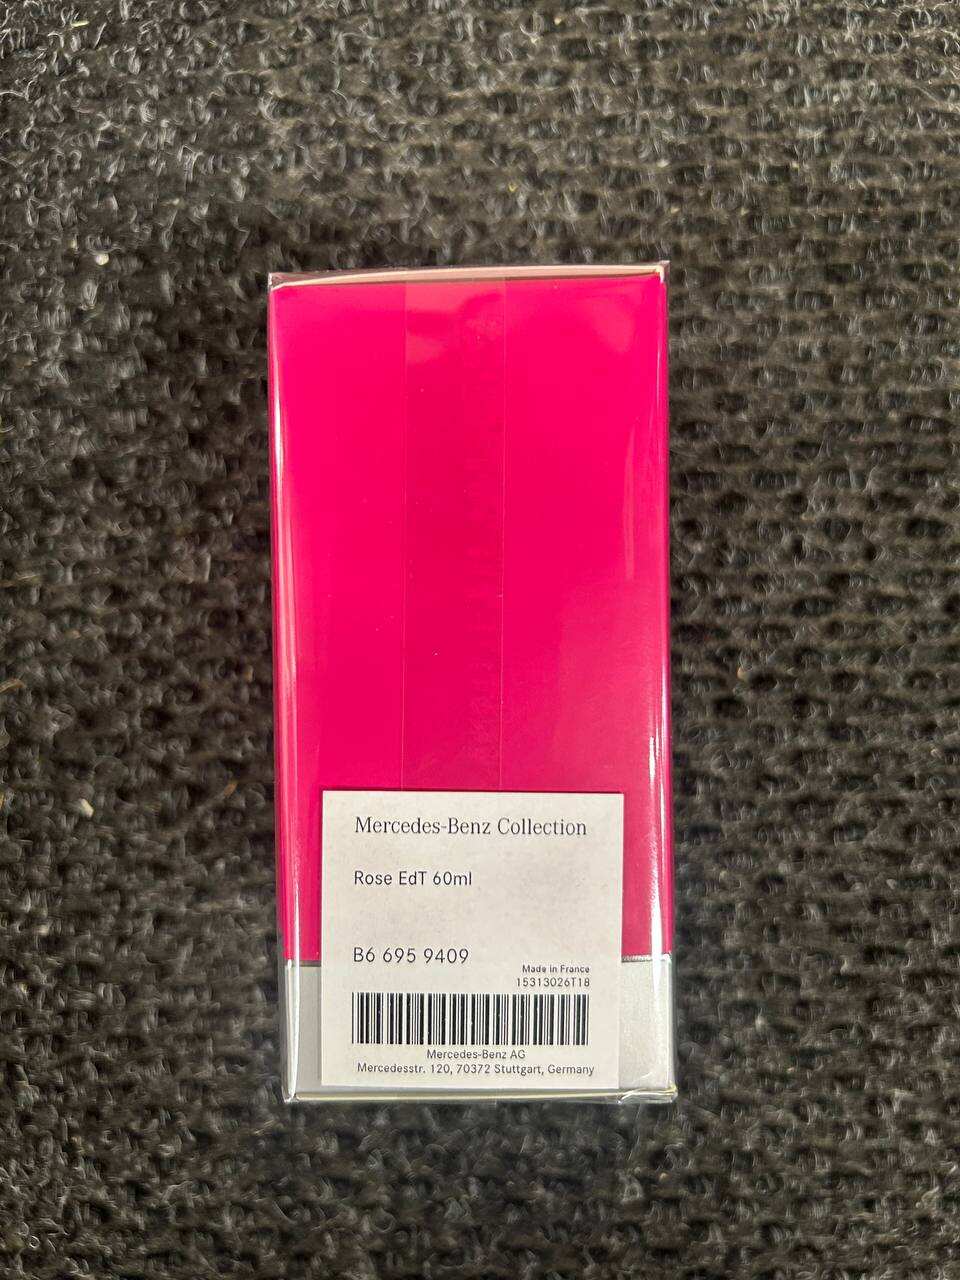 Mercedes-Benz Collection
Rose EdT 60ml
B6 695 9409
Made in France
15313026T18
Mercedes-Benz AG
Mercedesstr. 120, 70372 Stuttgart, Germany